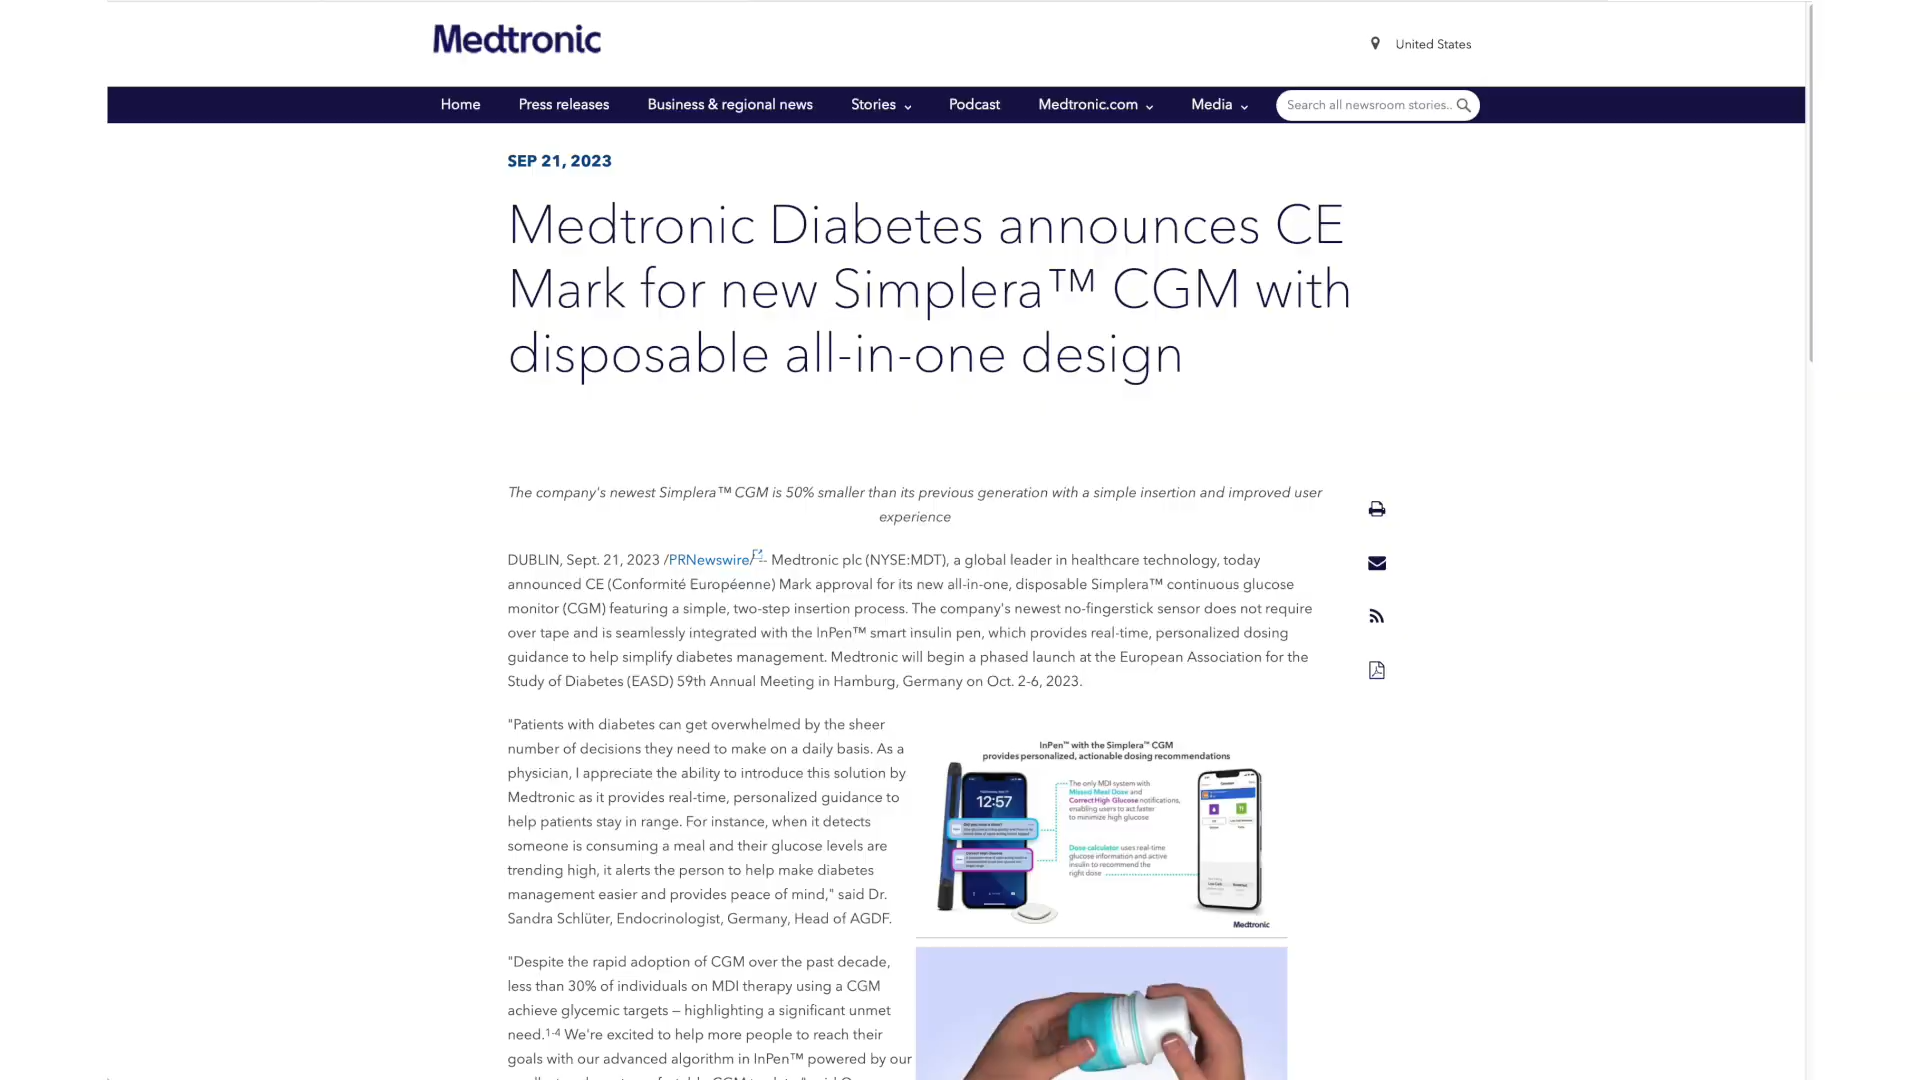 Medtronic
United States
Home Press releases Business & regional news Stories Podcast Medtronic.com Media Search all newsroom stories..
SEP 21, 2023
Medtronic Diabetes announces CE
Mark for new Simplera™ CGM with
disposable all-in-one design
The company's newest Simplera™ CGM is 50% smaller than its previous generation with a simple insertion and improved user
experience
DUBLIN, Sept. 21, 2023 /PRNewswire/ -- Medtronic plc (NYSE:MDT), a global leader in healthcare technology, today
announced CE (Conformité Européenne) Mark approval for its new all-in-one, disposable Simplera™ continuous glucose
monitor (CGM) featuring a simple, two-step insertion process. The company's newest no-fingerstick sensor does not require
over tape and is seamlessly integrated with the InPen™ smart insulin pen, which provides real-time, personalized dosing
guidance to help simplify diabetes management. Medtronic will begin a phased launch at the European Association for the
Study of Diabetes (EASD) 59th Annual Meeting in Hamburg, Germany on Oct. 2-6, 2023.
"Patients with diabetes can get overwhelmed by the sheer
number of decisions they need to make on a daily basis. As a
physician, I appreciate the ability to introduce this solution by
Medtronic as it provides real-time, personalized guidance to
help patients stay in range. For instance, when it detects
someone is consuming a meal and their glucose levels are
trending high, it alerts the person to help make diabetes
management easier and provides peace of mind," said Dr.
Sandra Schlüter, Endocrinologist, Germany, Head of AGDF.
InPen™ with the Simplera™ CGM
provides personalized, actionable dosing recommendations
12:57
The only MDI system with
Missed Meal Dose and
Correct High Glucose notifications,
enabling users to act faster
to minimize high glucose
Dose calculator uses real-time
glucose information and active
insulin to recommend the
right dose
Medtronic
"Despite the rapid adoption of CGM over the past decade,
less than 30% of individuals on MDI therapy using a CGM
achieve glycemic targets – highlighting a significant unmet
need.1-4 We're excited to help more people to reach their
goals with our advanced algorithm in InPen™ powered by our